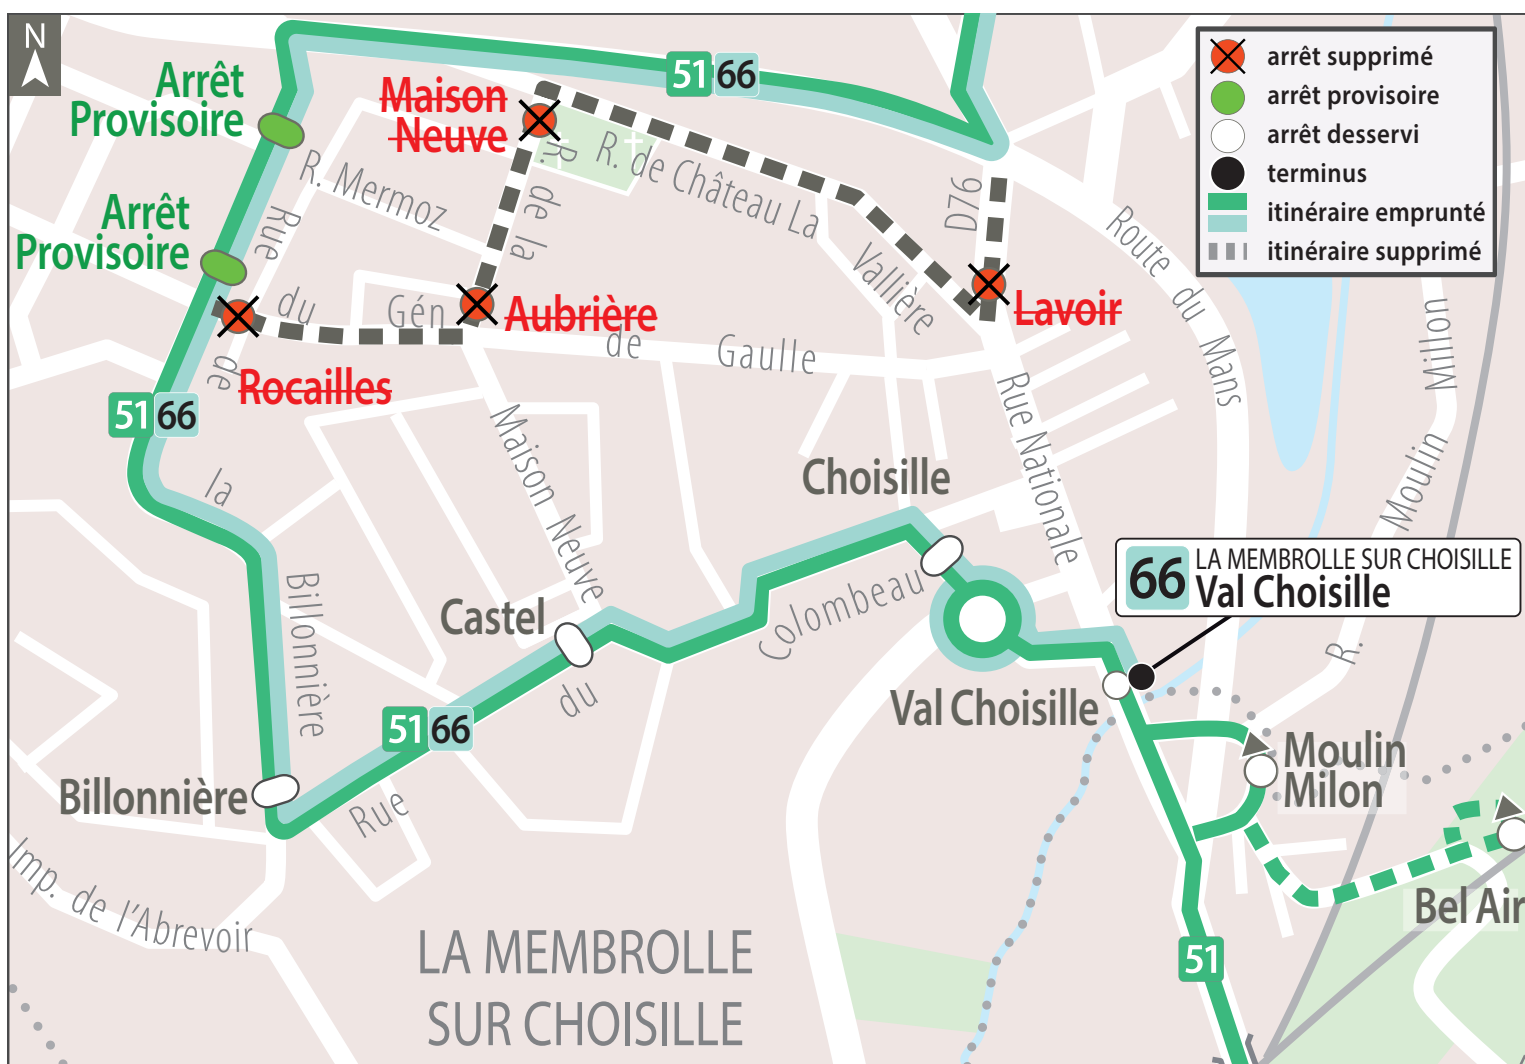 N
Arrêt
Provisoire
Maison
Neuve
51 66
arrêt supprimé
arrêt provisoire
arrêt desservi
terminus
itinéraire emprunté
itinéraire supprimé
R. Mermoz
R. de la
R. de Château La Vallière
D76
Route du Mans
Arrêt
Provisoire
Rue de la Billonnière
du Gén de Gaulle
Aubrière
Lavoir
Rocailles
51 66
Maison Neuve
Rue Nationale
R. Moulin Milon
Choisille
66 LA MEMBROLLE SUR CHOISILLE
Val Choisille
Castel
Rue du Colombeau
Val Choisille
51 66
Billonnière
Moulin
Milon
Bel Air
Imp. de l'Abrevoir
LA MEMBROLLE
SUR CHOISILLE
51